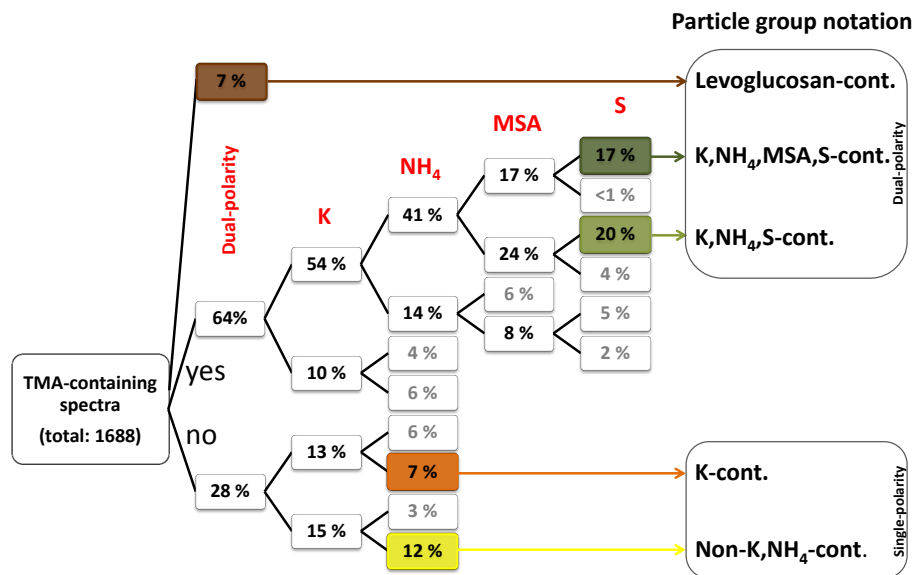 Particle group notation
7 %
Levoglucosan-cont.
S
MSA
17 %
K,NH₄,MSA,S-cont.
NH₄
17 %
<1 %
Dual-polarity
K
41 %
20 %
K,NH₄,S-cont.
Dual-polarity
54 %
24 %
4 %
6 %
5 %
64%
14 %
8 %
2 %
4 %
10 %
6 %
yes
TMA-containing
spectra
(total: 1688)
no
6 %
13 %
7 %
K-cont.
28 %
3 %
15 %
12 %
Non-K,NH₄-cont.
Single-polarity